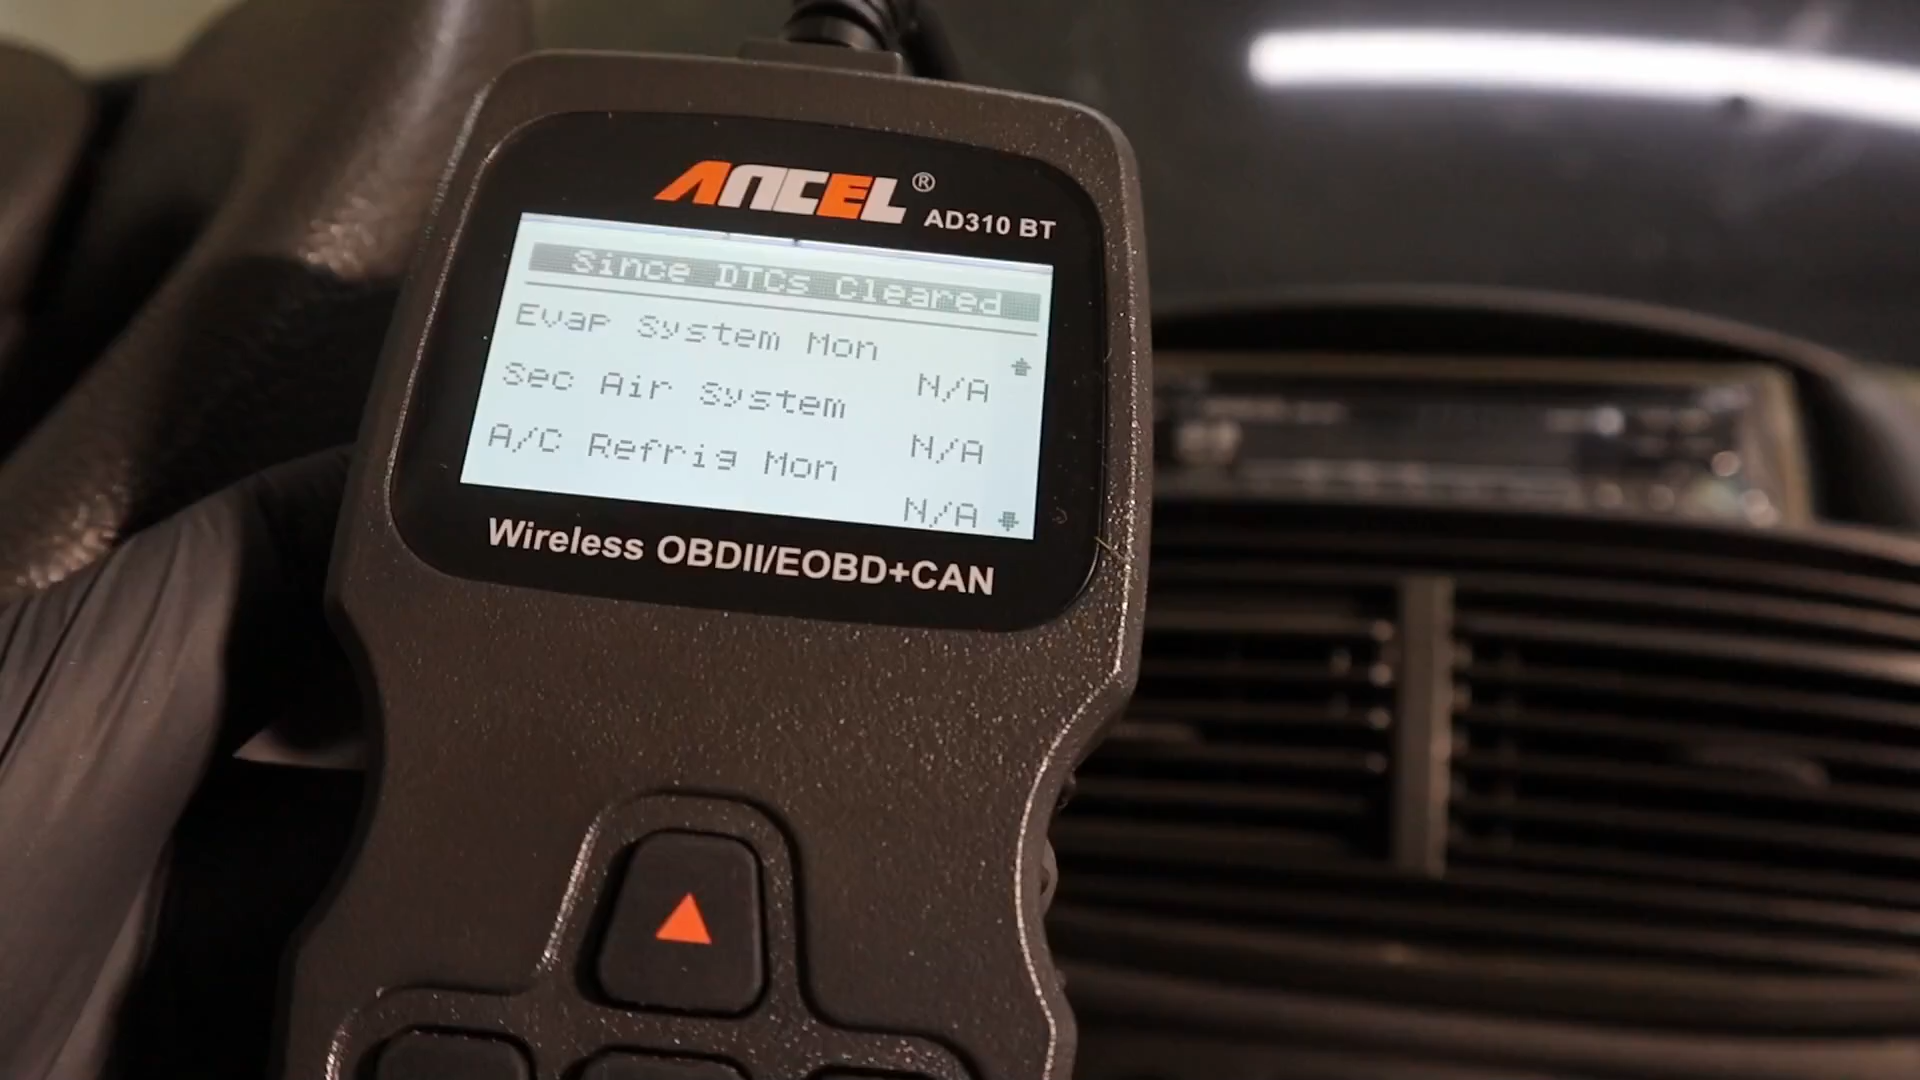 ANCEL®
AD310 BT
Since DTCs Cleared
Evap System Mon
N/A
Sec Air System
N/A
A/C Refrig Mon
N/A
Wireless OBDII/EOBD+CAN